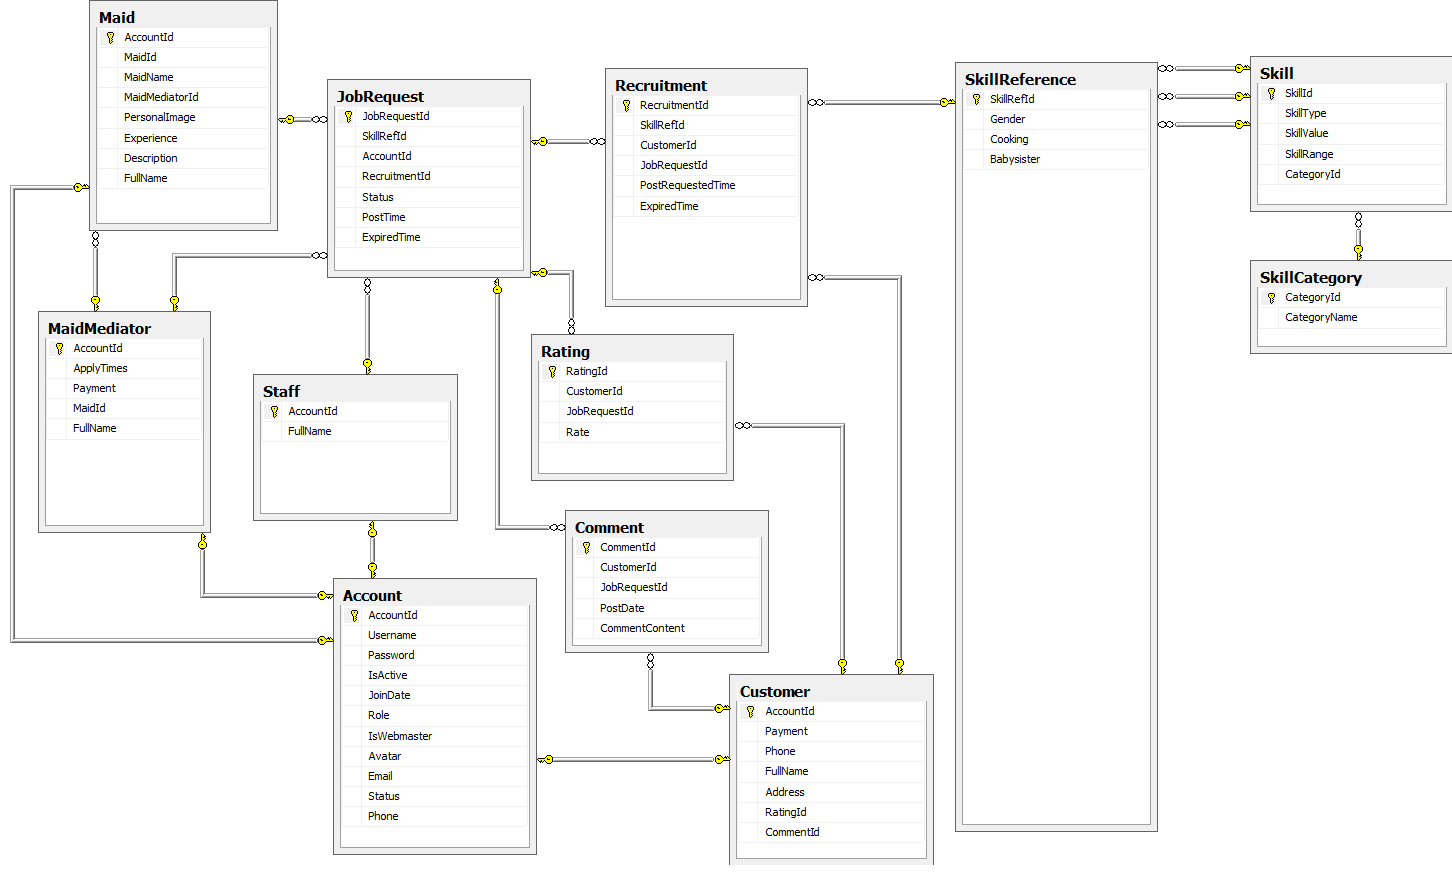 Maid
AccountId
MaidId
MaidName
MaidMediatorId
PersonalImage
Experience
Description
FullName
JobRequest
JobRequestId
SkillRefId
AccountId
RecruitmentId
Status
PostTime
ExpiredTime
Recruitment
RecruitmentId
SkillRefId
CustomerId
JobRequestId
PostRequestedTime
ExpiredTime
SkillReference
SkillRefId
Gender
Cooking
Babysister
Skill
SkillId
SkillType
SkillValue
SkillRange
CategoryId
SkillCategory
CategoryId
CategoryName
MaidMediator
AccountId
ApplyTimes
Payment
MaidId
FullName
Staff
AccountId
FullName
Rating
RatingId
CustomerId
JobRequestId
Rate
Comment
CommentId
CustomerId
JobRequestId
PostDate
CommentContent
Account
AccountId
Username
Password
IsActive
JoinDate
Role
IsWebmaster
Avatar
Email
Status
Phone
Customer
AccountId
Payment
Phone
FullName
Address
RatingId
CommentId